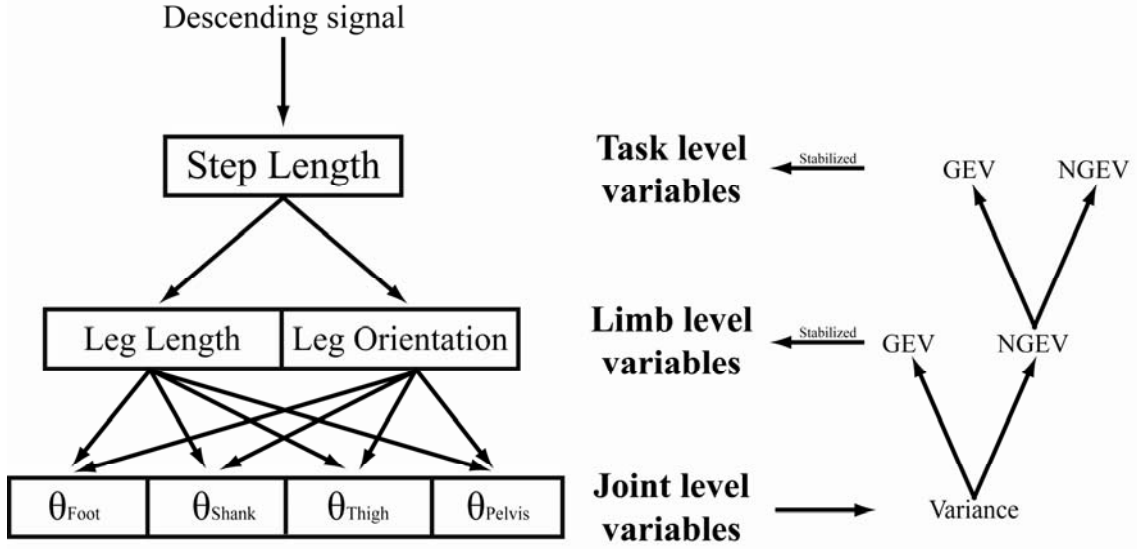 Descending signal
Step Length
Task level
variables
Stabilized
GEV
NGEV
Leg Length
Leg Orientation
Limb level
variables
Stabilized
GEV
NGEV
θFoot
θShank
θThigh
θPelvis
Joint level
variables
Variance